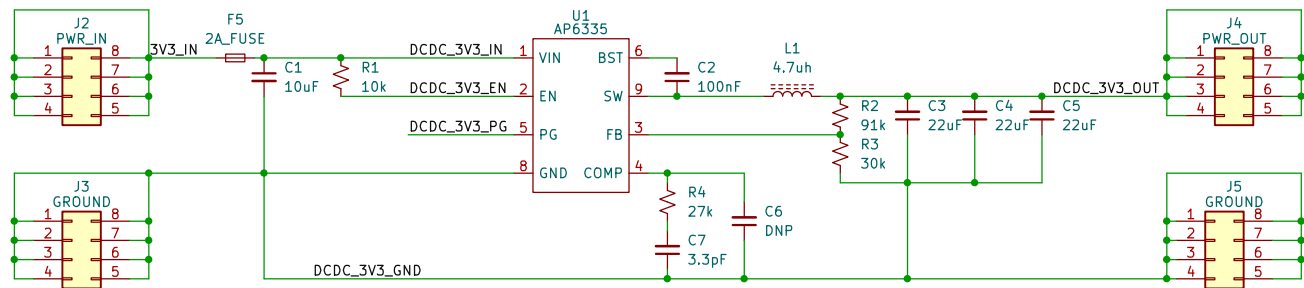 J2
PWR_IN
1 8
2 7
3 6
4 5
3V3_IN
F5
2A_FUSE
C1
10uF
R1
10k
DCDC_3V3_IN
DCDC_3V3_EN
DCDC_3V3_PG
U1
AP6335
1 VIN BST 6
2 EN SW 9
5 PG FB 3
8 GND COMP 4
C2
100nF
L1
4.7uh
R2
91k
R3
30k
C3
22uF
C4
22uF
C5
22uF
DCDC_3V3_OUT
J4
PWR_OUT
1 8
2 7
3 6
4 5
J3
GROUND
1 8
2 7
3 6
4 5
DCDC_3V3_GND
R4
27k
C7
3.3pF
C6
DNP
J5
GROUND
1 8
2 7
3 6
4 5